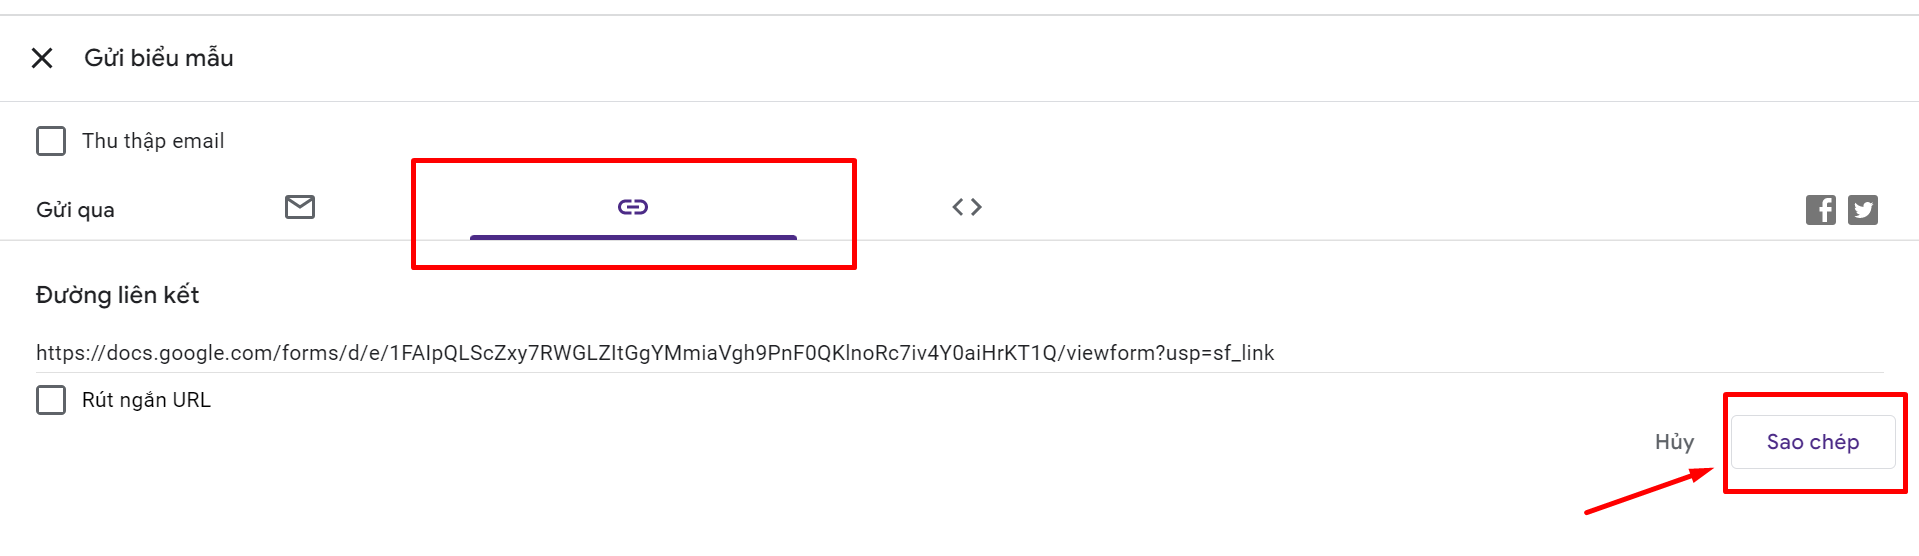 Gửi biểu mẫu
Thu thập email
Gửi qua
Đường liên kết
https://docs.google.com/forms/d/e/1FAIpQLScZxy7RWGLZItGgYMmiaVgh9PnF0QKlnoRc7iv4Y0aiHrKT1Q/viewform?usp=sf_link
Rút ngắn URL
Hủy
Sao chép